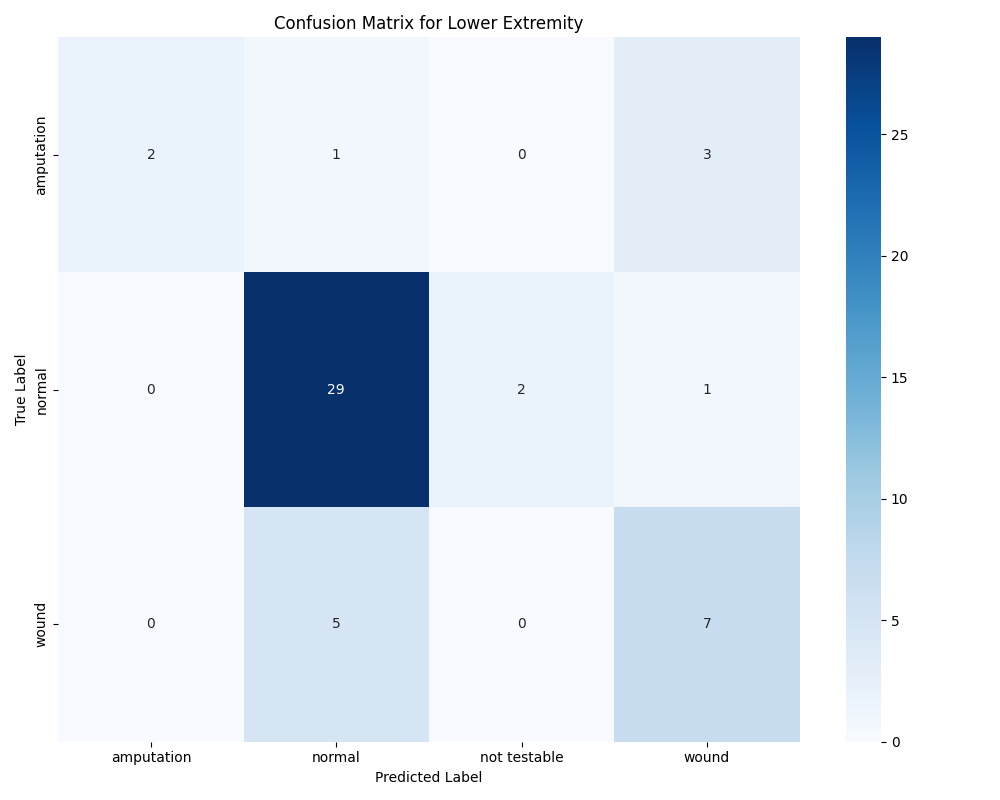 Confusion Matrix for Lower Extremity
amputation
2 1 0 3
True Label
normal
0 29 2 1
wound
0 5 0 7
amputation normal not testable wound
Predicted Label
25
20
15
10
5
0